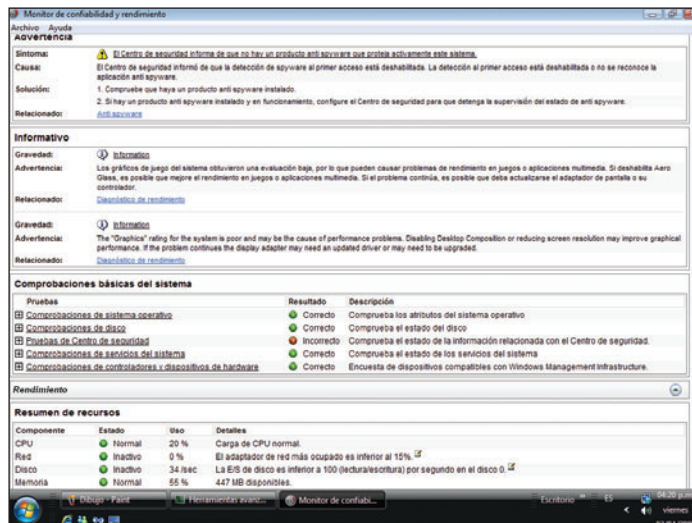 Monitor de confiabilidad y rendimiento
Archivo Ayuda
Advertencia
Síntoma: El Centro de seguridad informa de que no hay un producto anti spyware que proteja activamente este sistema.
Causa: El Centro de seguridad informó de que la detección de spyware al primer acceso está deshabilitada. La detección al primer acceso está deshabilitada o no se reconoce la
aplicación anti spyware.
Solución: 1. Compruebe que haya un producto anti spyware instalado.
2. Si hay un producto anti spyware instalado y en funcionamiento, configure el Centro de seguridad para que detenga la supervisión del estado de anti spyware.
Relacionado: Anti spyware
Informativo
Gravedad: Information
Advertencia: Los gráficos de juego del sistema obtuvieron una evaluación baja, por lo que pueden causar problemas de rendimiento en juegos o aplicaciones multimedia. Si deshabilita Aero
Glass, es posible que mejore el rendimiento en juegos o aplicaciones multimedia. Si el problema continúa, es posible que deba actualizarse el adaptador de pantalla o su
controlador.
Relacionado: Diagnóstico de rendimiento
Gravedad: Information
Advertencia: The "Graphics" rating for the system is poor and may be the cause of performance problems. Disabling Desktop Composition or reducing screen resolution may improve graphical
performance. If the problem continues the display adapter may need an updated driver or may need to be upgraded.
Relacionado: Diagnóstico de rendimiento
Comprobaciones básicas del sistema
Pruebas Resultado Descripción
Comprobaciones de sistema operativo Correcto Comprueba los atributos del sistema operativo
Comprobaciones de disco Correcto Comprueba el estado del disco
Pruebas de Centro de seguridad Incorrecto Comprueba el estado de la información relacionada con el Centro de seguridad.
Comprobaciones de servicios del sistema Correcto Comprueba el estado de los servicios del sistema
Comprobaciones de controladores y dispositivos de hardware Correcto Encuesta de dispositivos compatibles con Windows Management Infrastructure.
Rendimiento
Resumen de recursos
Componente Estado Uso Detalles
CPU Normal 20 % Carga de CPU normal.
Red Inactivo 0 % El adaptador de red más ocupado es inferior al 15%.
Disco Inactivo 34 /sec La E/S de disco es inferior a 100 (lectura/escritura) por segundo en el disco 0.
Memoria Normal 55 % 447 MB disponibles.
Dibujo - Paint Herramientas avanz... Monitor de confiabi... Escritorio ES 04:20 p.m.
viernes